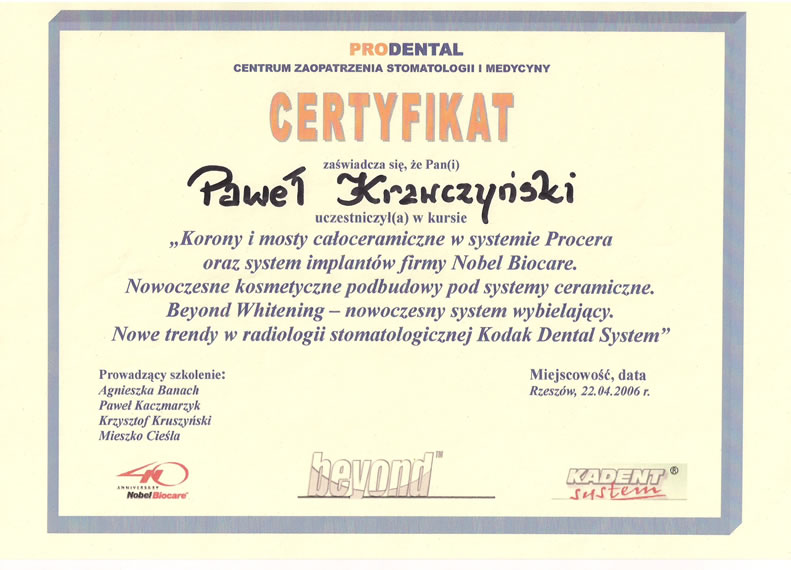 PRODENTAL
CENTRUM ZAOPATRZENIA STOMATOLOGII I MEDYCYNY
CERTYFIKAT
zaświadcza się, że Pan(i)
Paweł Krawczyński
uczestniczył(a) w kursie
„Korony i mosty całoceramiczne w systemie Procera
oraz system implantów firmy Nobel Biocare.
Nowoczesne kosmetyczne podbudowy pod systemy ceramiczne.
Beyond Whitening – nowoczesny system wybielający.
Nowe trendy w radiologii stomatologicznej Kodak Dental System”
Prowadzący szkolenie:
Agnieszka Banach
Paweł Kaczmarzyk
Krzysztof Kruszyński
Mieszko Cieśla
Miejscowość, data
Rzeszów, 22.04.2006 r.
40
ANNIVERSARY
Nobel Biocare
beyond™
KADENT®
system